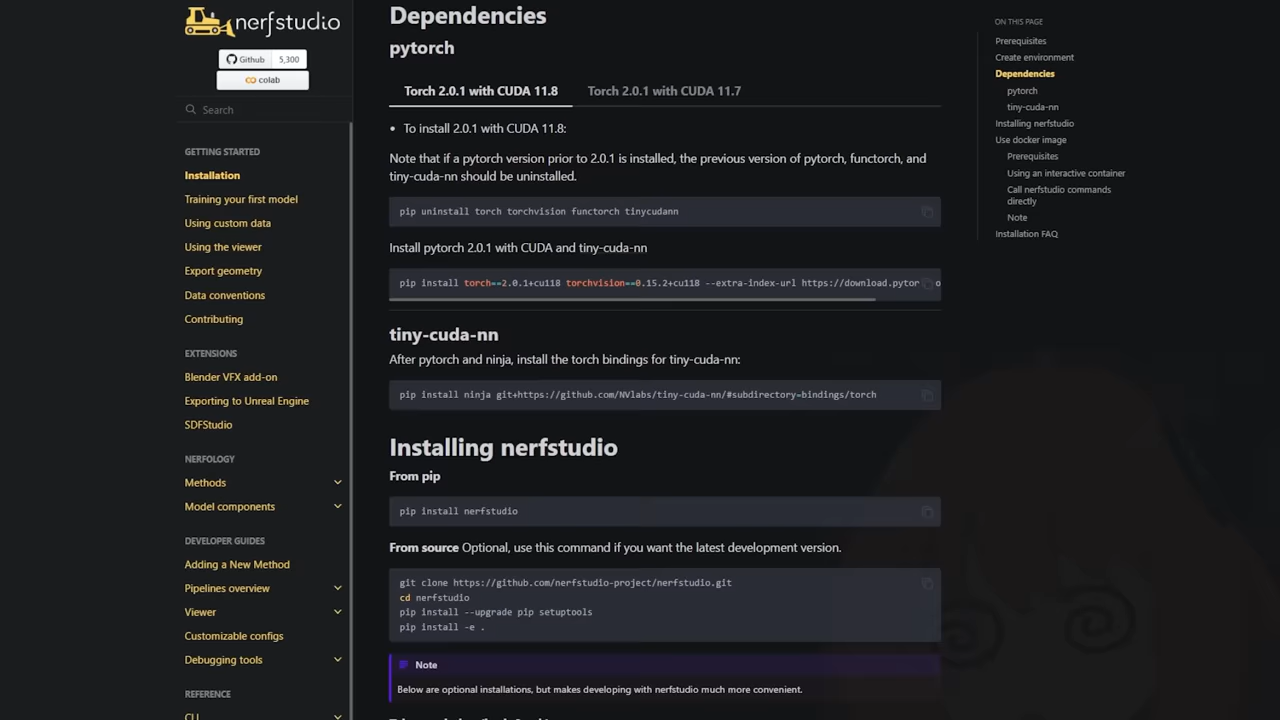 nerfstudio
Github 5,300
colab
Search
GETTING STARTED
Installation
Training your first model
Using custom data
Using the viewer
Export geometry
Data conventions
Contributing
EXTENSIONS
Blender VFX add-on
Exporting to Unreal Engine
SDFStudio
NERFOLOGY
Methods
Model components
DEVELOPER GUIDES
Adding a New Method
Pipelines overview
Viewer
Customizable configs
Debugging tools
REFERENCE
CLI
Dependencies
pytorch
Torch 2.0.1 with CUDA 11.8 Torch 2.0.1 with CUDA 11.7
• To install 2.0.1 with CUDA 11.8:
Note that if a pytorch version prior to 2.0.1 is installed, the previous version of pytorch, functorch, and
tiny-cuda-nn should be uninstalled.
pip uninstall torch torchvision functorch tinycudann
Install pytorch 2.0.1 with CUDA and tiny-cuda-nn
pip install torch==2.0.1+cu118 torchvision==0.15.2+cu118 --extra-index-url https://download.pytor
tiny-cuda-nn
After pytorch and ninja, install the torch bindings for tiny-cuda-nn:
pip install ninja git+https://github.com/NVlabs/tiny-cuda-nn/#subdirectory=bindings/torch
Installing nerfstudio
From pip
pip install nerfstudio
From source Optional, use this command if you want the latest development version.
git clone https://github.com/nerfstudio-project/nerfstudio.git
cd nerfstudio
pip install --upgrade pip setuptools
pip install -e .
Note
Below are optional installations, but makes developing with nerfstudio much more convenient.
ON THIS PAGE
Prerequisites
Create environment
Dependencies
pytorch
tiny-cuda-nn
Installing nerfstudio
Use docker image
Prerequisites
Using an interactive container
Call nerfstudio commands
directly
Note
Installation FAQ